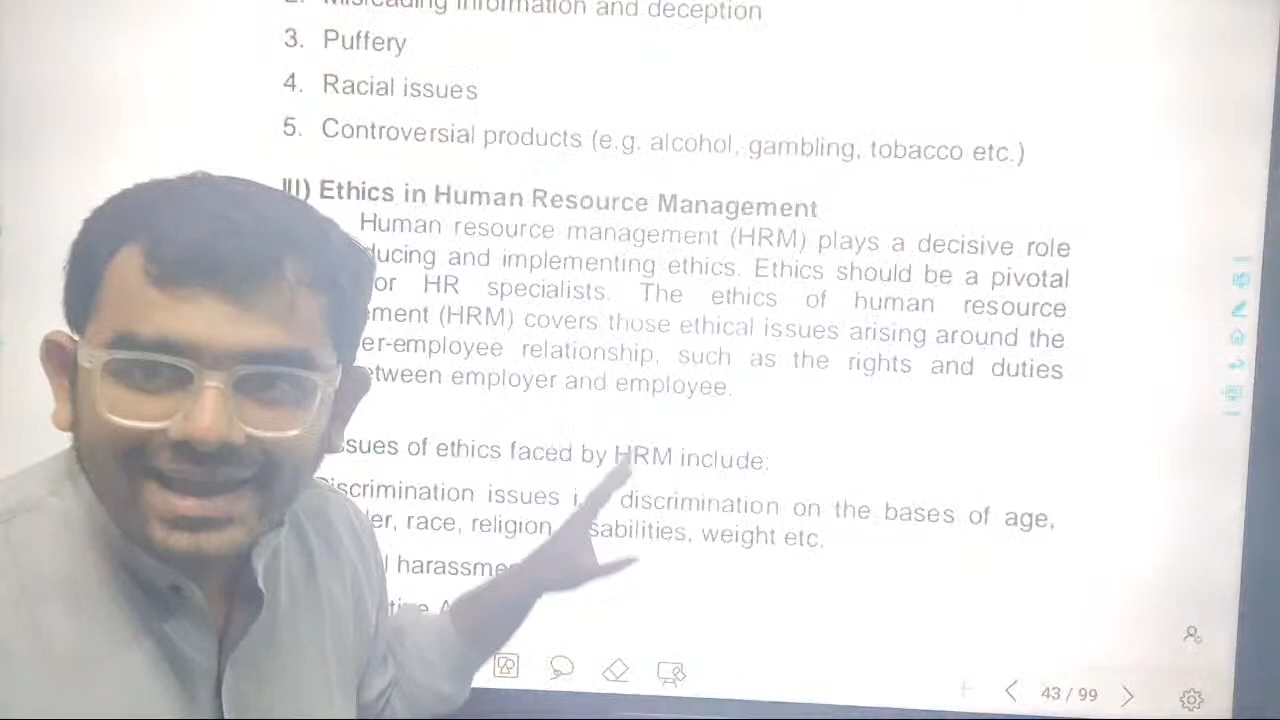 2. Misleading information and deception
3. Puffery
4. Racial issues
5. Controversial products (e.g. alcohol, gambling, tobacco etc.)
III) Ethics in Human Resource Management
Human resource management (HRM) plays a decisive role
ducing and implementing ethics. Ethics should be a pivotal
or HR specialists. The ethics of human resource
ement (HRM) covers those ethical issues arising around the
er-employee relationship, such as the rights and duties
etween employer and employee.
ssues of ethics faced by HRM include:
iscrimination issues i. discrimination on the bases of age,
er, race, religion sabilities, weight etc.
l harassme
43 / 99